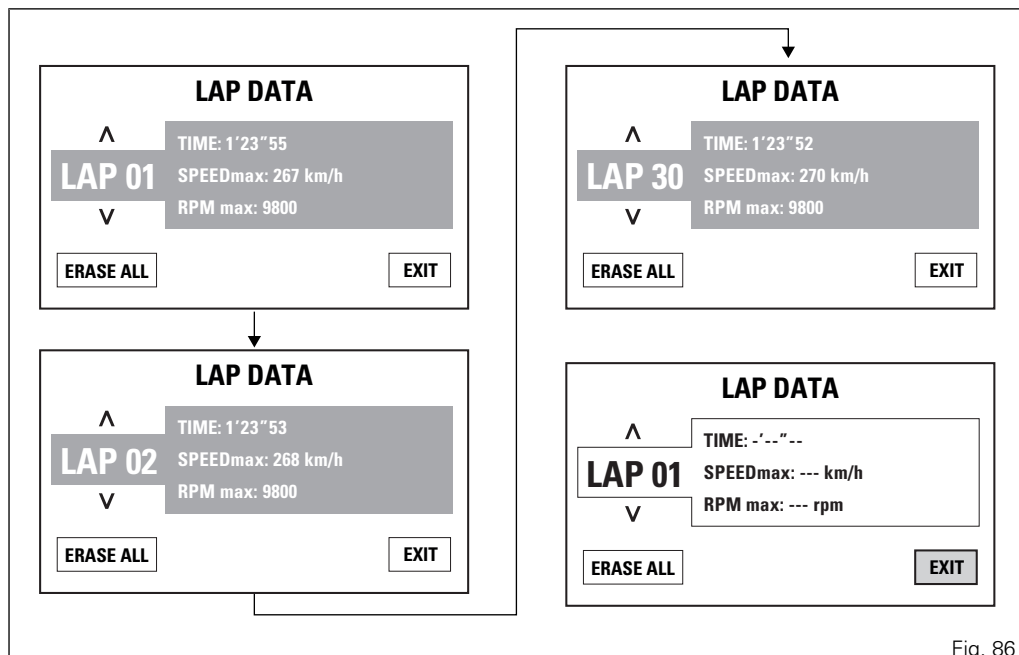 LAP DATA
∧
LAP 01
∨
TIME: 1'23"55
SPEEDmax: 267 km/h
RPM max: 9800
ERASE ALL
EXIT
LAP DATA
∧
LAP 02
∨
TIME: 1'23"53
SPEEDmax: 268 km/h
RPM max: 9800
ERASE ALL
EXIT
LAP DATA
∧
LAP 30
∨
TIME: 1'23"52
SPEEDmax: 270 km/h
RPM max: 9800
ERASE ALL
EXIT
LAP DATA
∧
LAP 01
∨
TIME: -'--"--
SPEEDmax: --- km/h
RPM max: --- rpm
ERASE ALL
EXIT
Fig. 86